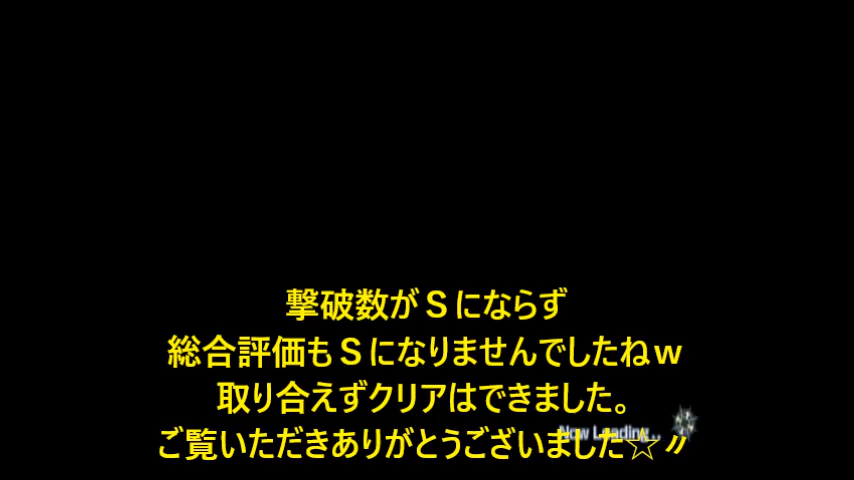 撃破数がＳにならず
総合評価もＳになりませんでしたねｗ
取り合えずクリアはできました。
ご覧いただきありがとうございました☆〃
Now Loading...